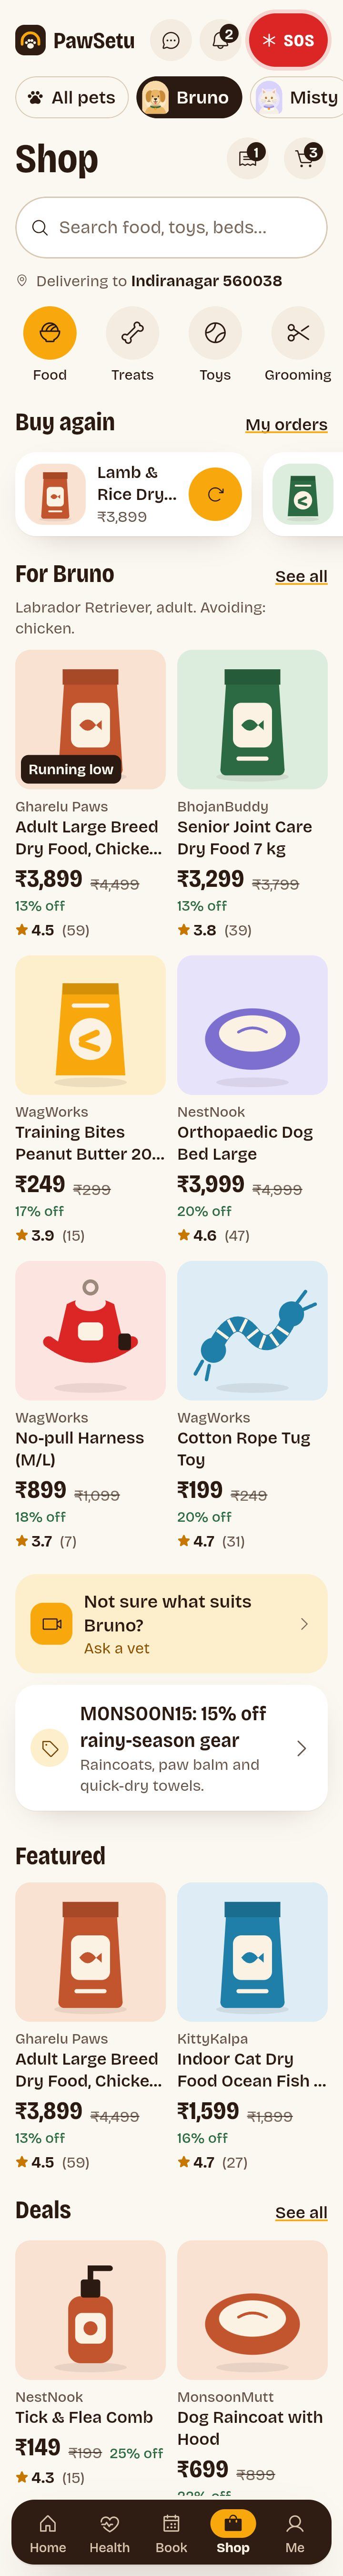 PawSetu
2
SOS
All pets
Bruno
Misty
Shop
1
3
Search food, toys, beds...
Delivering to Indiranagar 560038
Food
Treats
Toys
Grooming
Buy again
My orders
Lamb &
Rice Dry...
₹3,899
For Bruno
See all
Labrador Retriever, adult. Avoiding:
chicken.
Running low
Gharelu Paws
Adult Large Breed
Dry Food, Chicke...
₹3,899 ₹4,499
13% off
4.5 (59)
BhojanBuddy
Senior Joint Care
Dry Food 7 kg
₹3,299 ₹3,799
13% off
3.8 (39)
WagWorks
Training Bites
Peanut Butter 20...
₹249 ₹299
17% off
3.9 (15)
NestNook
Orthopaedic Dog
Bed Large
₹3,999 ₹4,999
20% off
4.6 (47)
WagWorks
No-pull Harness
(M/L)
₹899 ₹1,099
18% off
3.7 (7)
WagWorks
Cotton Rope Tug
Toy
₹199 ₹249
20% off
4.7 (31)
Not sure what suits
Bruno?
Ask a vet
MONSOON15: 15% off
rainy-season gear
Raincoats, paw balm and
quick-dry towels.
Featured
Gharelu Paws
Adult Large Breed
Dry Food, Chicke...
₹3,899 ₹4,499
13% off
4.5 (59)
KittyKalpa
Indoor Cat Dry
Food Ocean Fish ...
₹1,599 ₹1,899
16% off
4.7 (27)
Deals
See all
NestNook
Tick & Flea Comb
₹149 ₹199 25% off
4.3 (15)
MonsoonMutt
Dog Raincoat with
Hood
₹699 ₹899
Home
Health
Book
Shop
Me